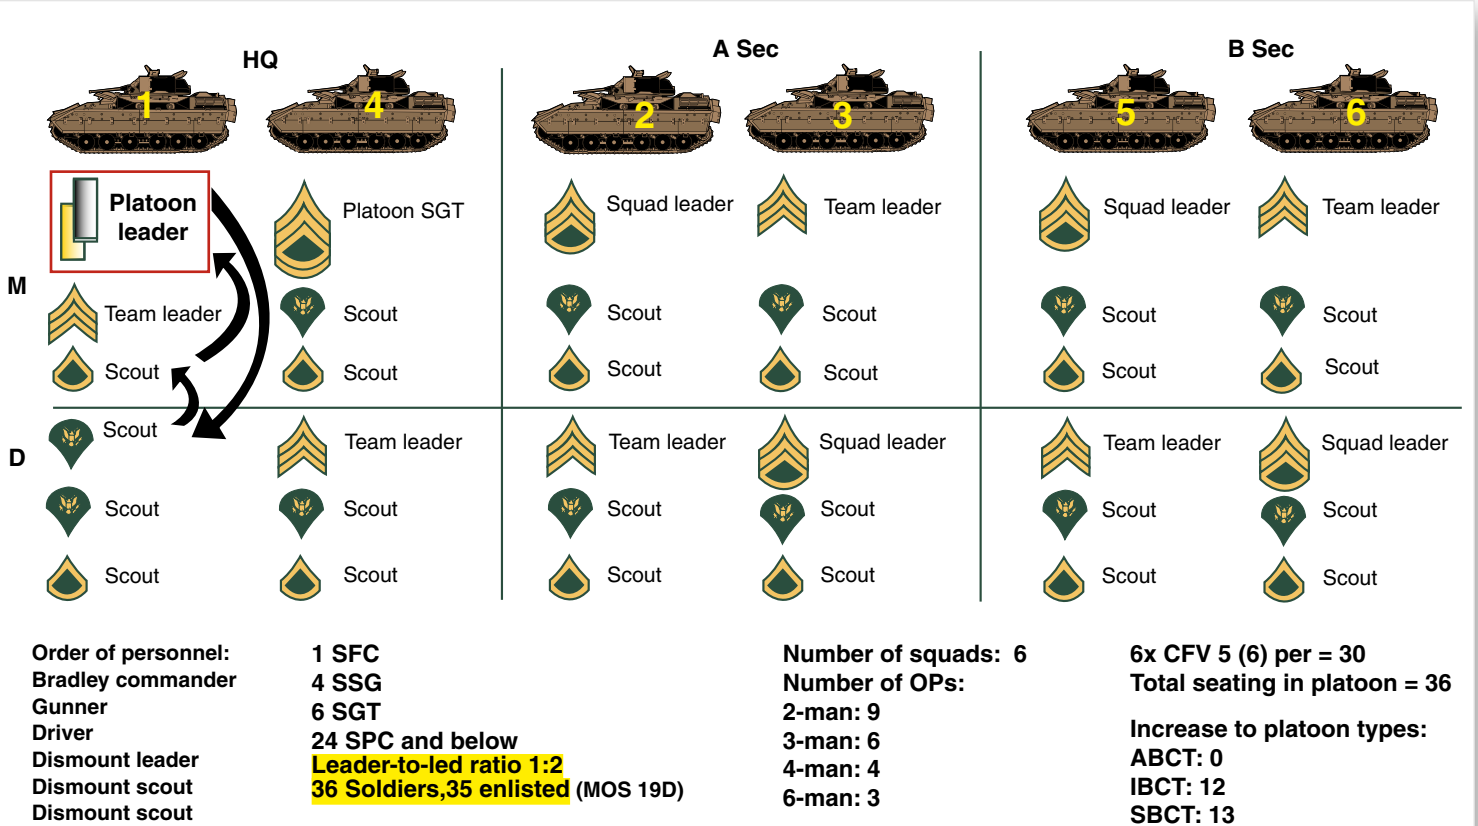 HQ
A Sec
B Sec
1
4
2
3
5
6
Platoon
leader
Platoon SGT
Squad leader
Team leader
Squad leader
Team leader
M
Team leader
Scout
Scout
Scout
Scout
Scout
Scout
Scout
Scout
Scout
Scout
Scout
D
Scout
Team leader
Team leader
Squad leader
Team leader
Squad leader
Scout
Scout
Scout
Scout
Scout
Scout
Scout
Scout
Scout
Scout
Scout
Scout
Order of personnel:
Bradley commander
Gunner
Driver
Dismount leader
Dismount scout
Dismount scout
1 SFC
4 SSG
6 SGT
24 SPC and below
Leader-to-led ratio 1:2
36 Soldiers,35 enlisted (MOS 19D)
Number of squads: 6
Number of OPs:
2-man: 9
3-man: 6
4-man: 4
6-man: 3
6x CFV 5 (6) per = 30
Total seating in platoon = 36
Increase to platoon types:
ABCT: 0
IBCT: 12
SBCT: 13